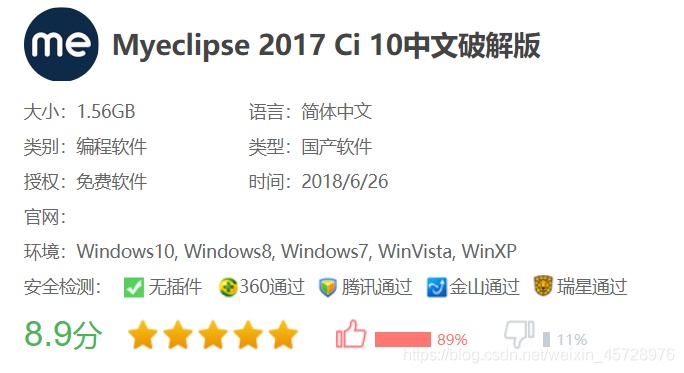 me Myeclipse 2017 Ci 10中文破解版
大小：1.56GB 语言：简体中文
类别：编程软件 类型：国产软件
授权：免费软件 时间：2018/6/26
官网：
环境：Windows10, Windows8, Windows7, WinVista, WinXP
安全检测： 无插件 360通过 腾讯通过 金山通过 瑞星通过
8.9分 89% 11%
https://blog.csdn.net/weixin_45728976